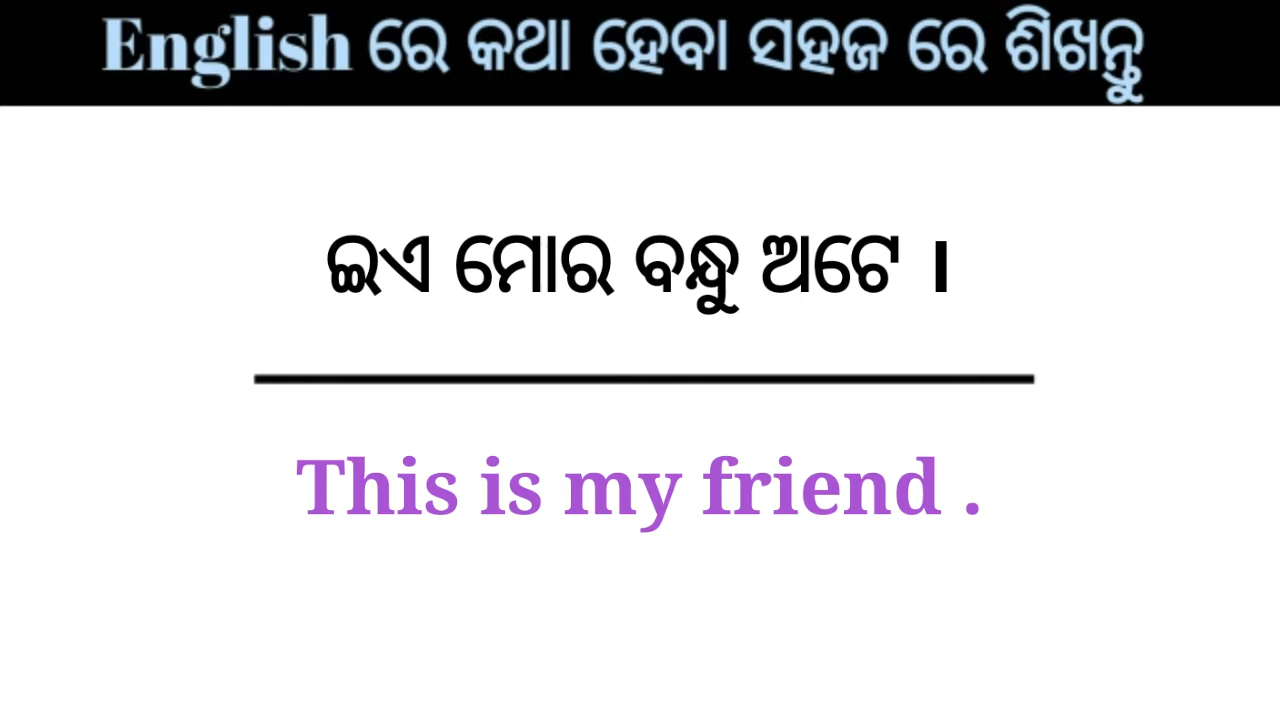 English ରେ କଥା ହେବା ସହଜ ରେ ଶିଖନ୍ତୁ
ଇଏ ମୋର ବନ୍ଧୁ ଅଟେ ।
This is my friend .